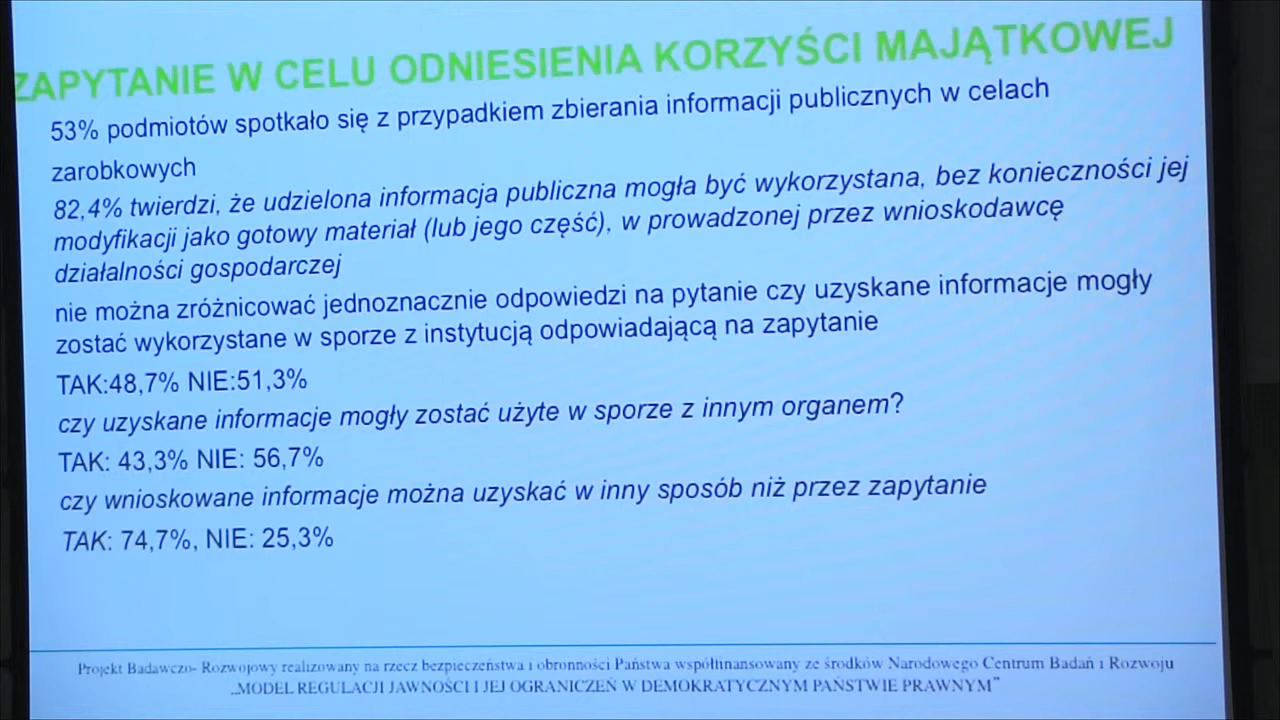 ZAPYTANIE W CELU ODNIESIENIA KORZYŚCI MAJĄTKOWEJ
53% podmiotów spotkało się z przypadkiem zbierania informacji publicznych w celach
zarobkowych
82,4% twierdzi, że udzielona informacja publiczna mogła być wykorzystana, bez konieczności jej
modyfikacji jako gotowy materiał (lub jego część), w prowadzonej przez wnioskodawcę
działalności gospodarczej
nie można zróżnicować jednoznacznie odpowiedzi na pytanie czy uzyskane informacje mogły
zostać wykorzystane w sporze z instytucją odpowiadającą na zapytanie
TAK:48,7% NIE:51,3%
czy uzyskane informacje mogły zostać użyte w sporze z innym organem?
TAK: 43,3% NIE: 56,7%
czy wnioskowane informacje można uzyskać w inny sposób niż przez zapytanie
TAK: 74,7%, NIE: 25,3%
Projekt Badawczo- Rozwojowy realizowany na rzecz bezpieczeństwa i obronności Państwa współfinansowany ze środków Narodowego Centrum Badań i Rozwoju
„MODEL REGULACJI JAWNOŚCI I JEJ OGRANICZEŃ W DEMOKRATYCZNYM PAŃSTWIE PRAWNYM”